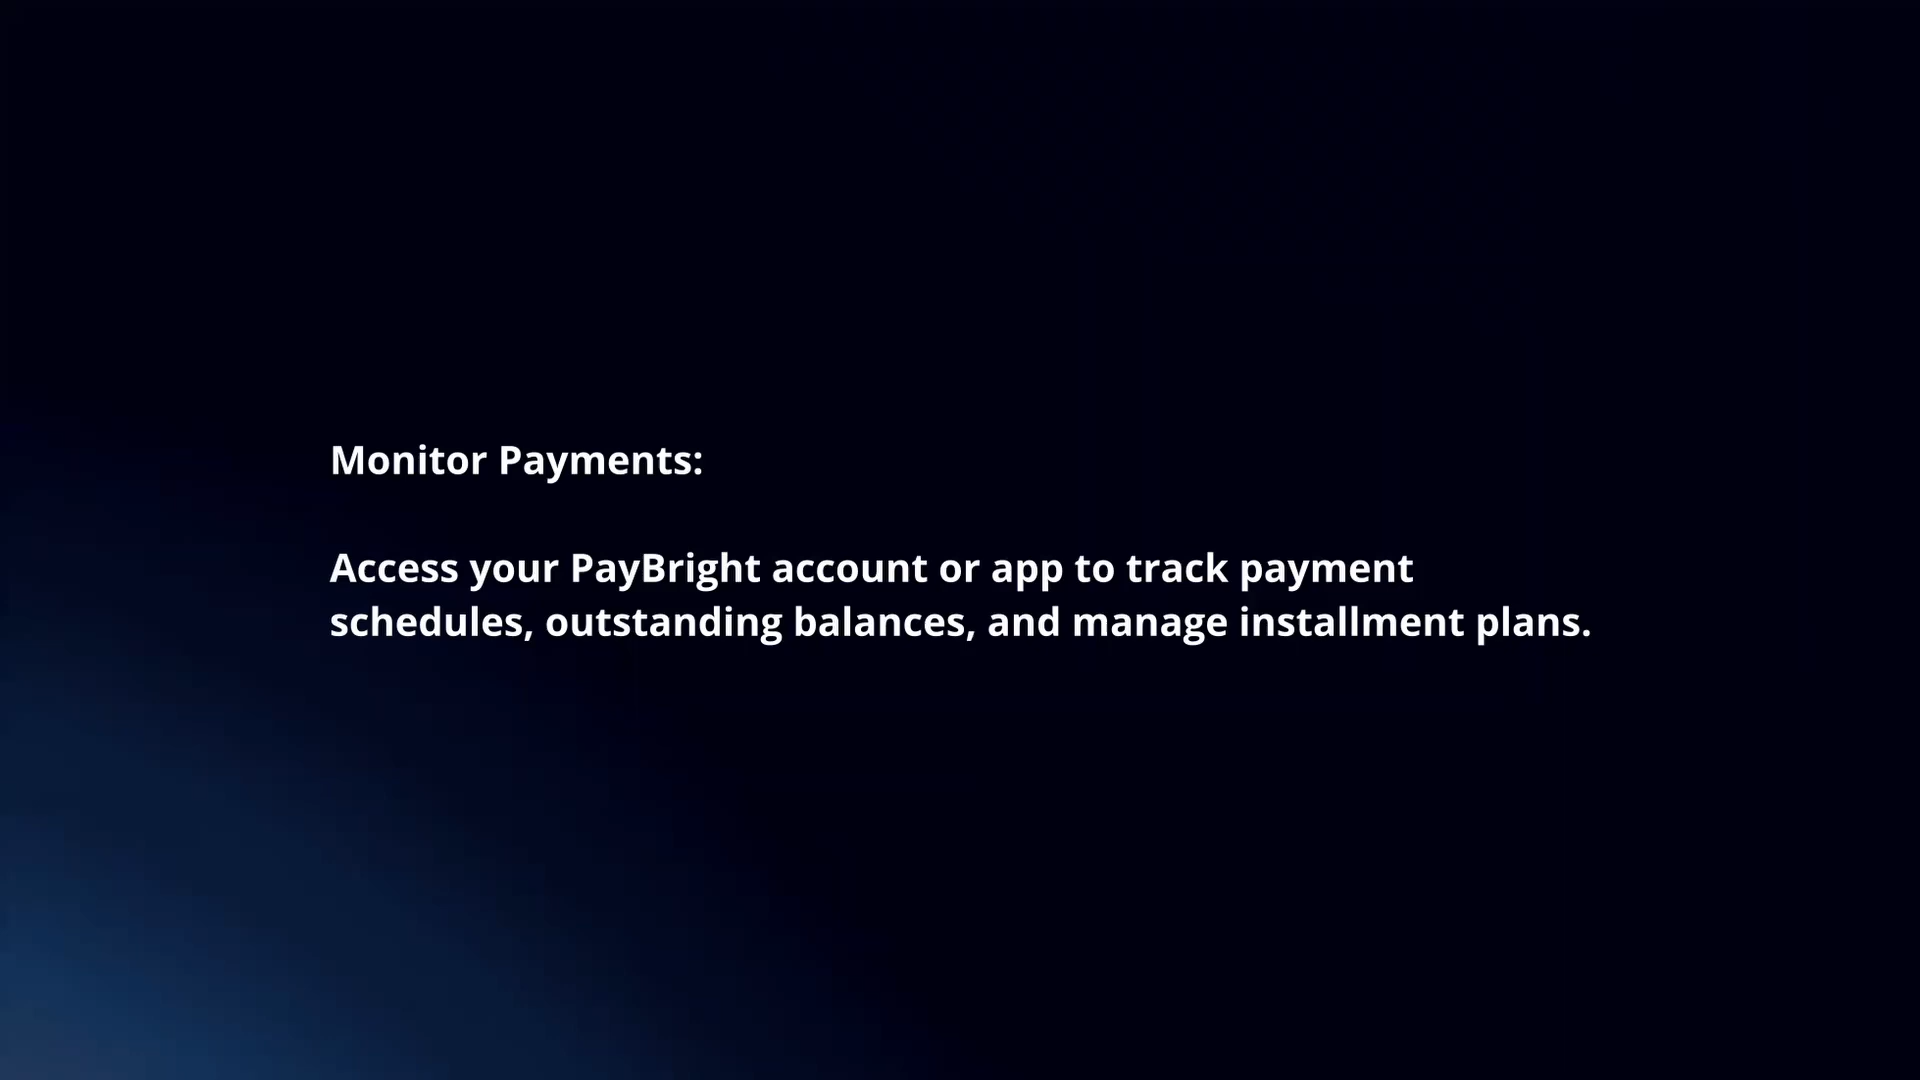 Monitor Payments:
Access your PayBright account or app to track payment
schedules, outstanding balances, and manage installment plans.